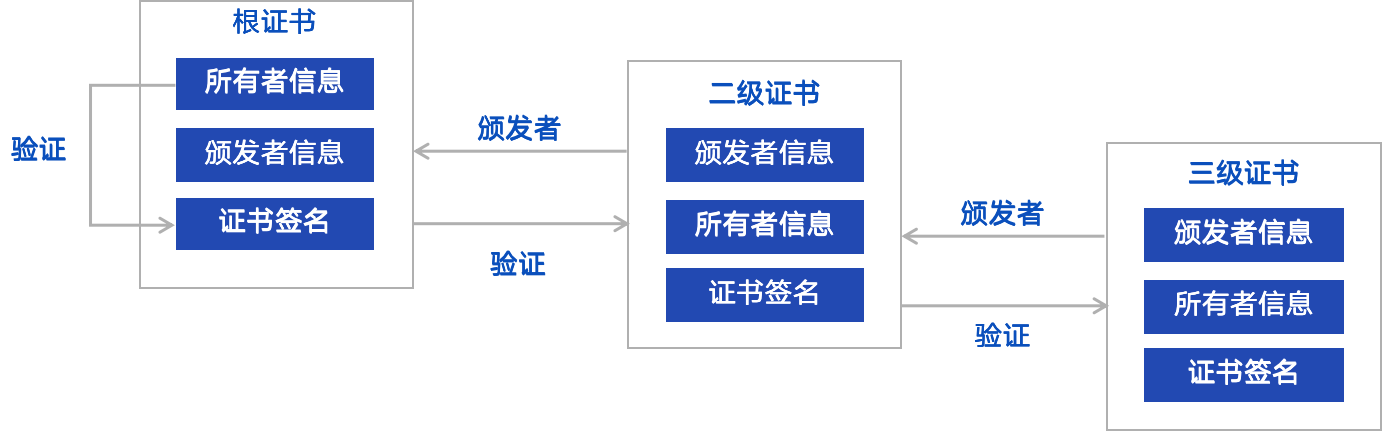 根证书
所有者信息
颁发者信息
证书签名
验证
颁发者
验证
二级证书
颁发者信息
所有者信息
证书签名
颁发者
验证
三级证书
颁发者信息
所有者信息
证书签名